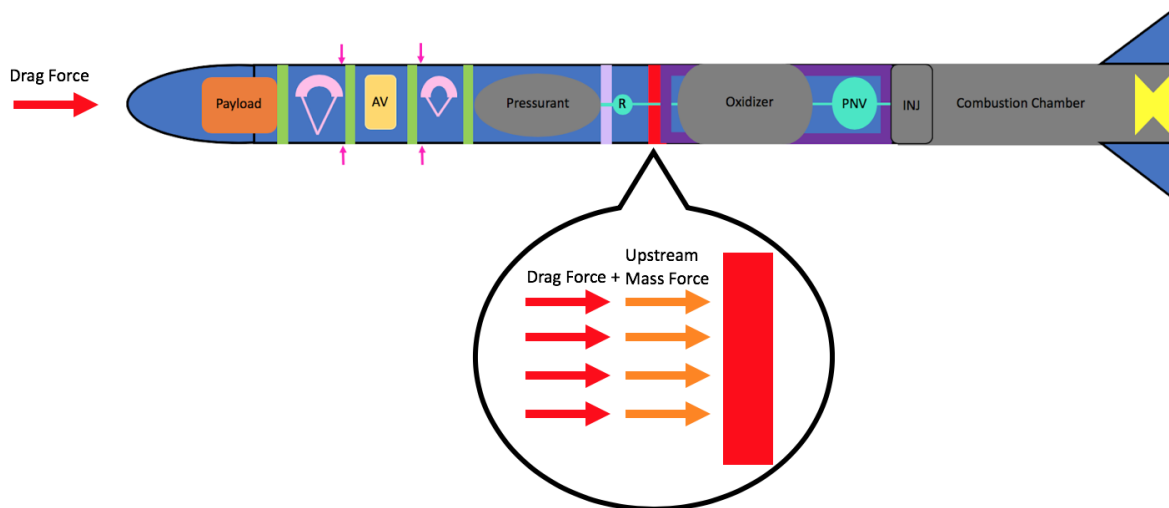 Drag Force
Payload
AV
Pressurant
R
Oxidizer
PNV
INJ
Combustion Chamber
Upstream
Drag Force + Mass Force